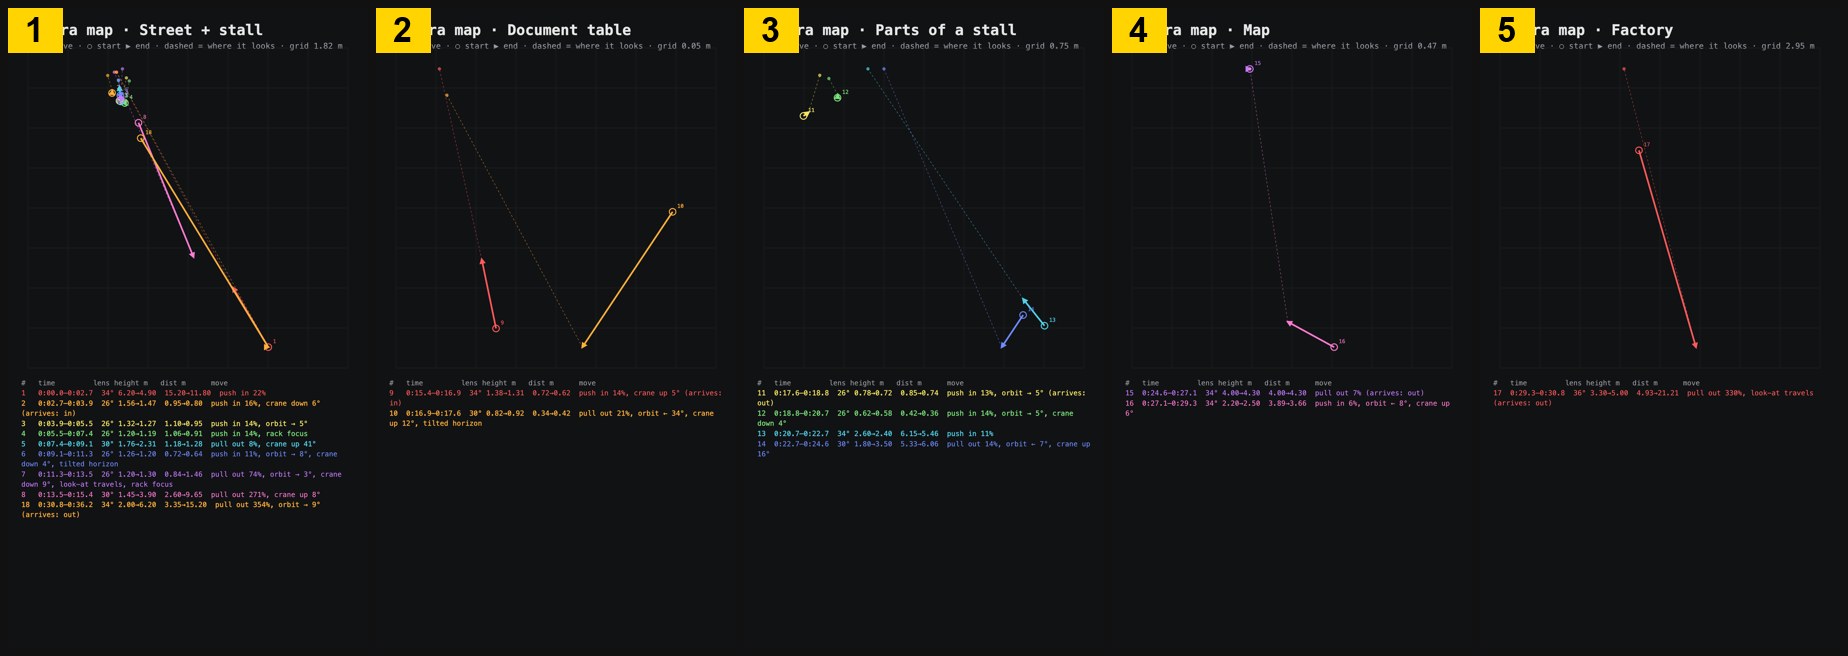 1
ra map · Street + stall
ve · ○ start ▶ end · dashed = where it looks · grid 1.82 m
4
8
18
1
# time lens height m dist m move
1 0:00.0→0:02.7 34° 6.20→4.90 15.20→11.80 push in 22%
2 0:02.7→0:03.9 26° 1.56→1.47 0.95→0.80 push in 16%, crane down 6°
(arrives: in)
3 0:03.9→0:05.5 26° 1.32→1.27 1.10→0.95 push in 14%, orbit → 5°
4 0:05.5→0:07.4 26° 1.20→1.19 1.06→0.91 push in 14%, rack focus
5 0:07.4→0:09.1 30° 1.76→2.31 1.18→1.28 pull out 8%, crane up 41°
6 0:09.1→0:11.3 26° 1.26→1.20 0.72→0.64 push in 11%, orbit → 8°, crane
down 4°, tilted horizon
7 0:11.3→0:13.5 26° 1.20→1.30 0.84→1.46 pull out 74%, orbit → 3°, crane
down 9°, look-at travels, rack focus
8 0:13.5→0:15.4 30° 1.45→3.90 2.60→9.65 pull out 271%, crane up 8°
18 0:30.8→0:36.2 34° 2.00→6.20 3.35→15.20 pull out 354%, orbit → 9°
(arrives: out)
2
ra map · Document table
ve · ○ start ▶ end · dashed = where it looks · grid 0.05 m
10
9
# time lens height m dist m move
9 0:15.4→0:16.9 30° 1.38→1.31 0.72→0.62 push in 14%, crane up 5° (arrives:
in)
10 0:16.9→0:17.6 30° 0.82→0.92 0.34→0.42 pull out 21%, orbit ← 34°, crane
up 12°, tilted horizon
3
ra map · Parts of a stall
ve · ○ start ▶ end · dashed = where it looks · grid 0.75 m
12
11
13
# time lens height m dist m move
11 0:17.6→0:18.8 26° 0.78→0.72 0.85→0.74 push in 13%, orbit → 5° (arrives:
out)
12 0:18.8→0:20.7 26° 0.62→0.58 0.42→0.36 push in 14%, orbit → 5°, crane
down 4°
13 0:20.7→0:22.7 34° 2.60→2.40 6.15→5.46 push in 11%
14 0:22.7→0:24.6 30° 1.80→3.50 5.33→6.06 pull out 14%, orbit ← 7°, crane up
16°
4
ra map · Map
ve · ○ start ▶ end · dashed = where it looks · grid 0.47 m
15
16
# time lens height m dist m move
15 0:24.6→0:27.1 34° 4.00→4.30 4.00→4.30 pull out 7% (arrives: out)
16 0:27.1→0:29.3 34° 2.20→2.50 3.89→3.66 push in 6%, orbit ← 8°, crane up
6°
5
ra map · Factory
ve · ○ start ▶ end · dashed = where it looks · grid 2.95 m
17
# time lens height m dist m move
17 0:29.3→0:30.8 36° 3.30→5.00 4.93→21.21 pull out 330%, look-at travels
(arrives: out)